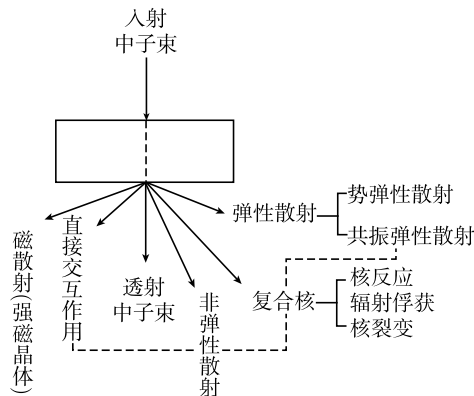 入射
中子束
弹性散射
势弹性散射
共振弹性散射
磁散射(强磁晶体)
直接交互作用
透射
中子束
非弹性散射
复合核
核反应
辐射俘获
核裂变